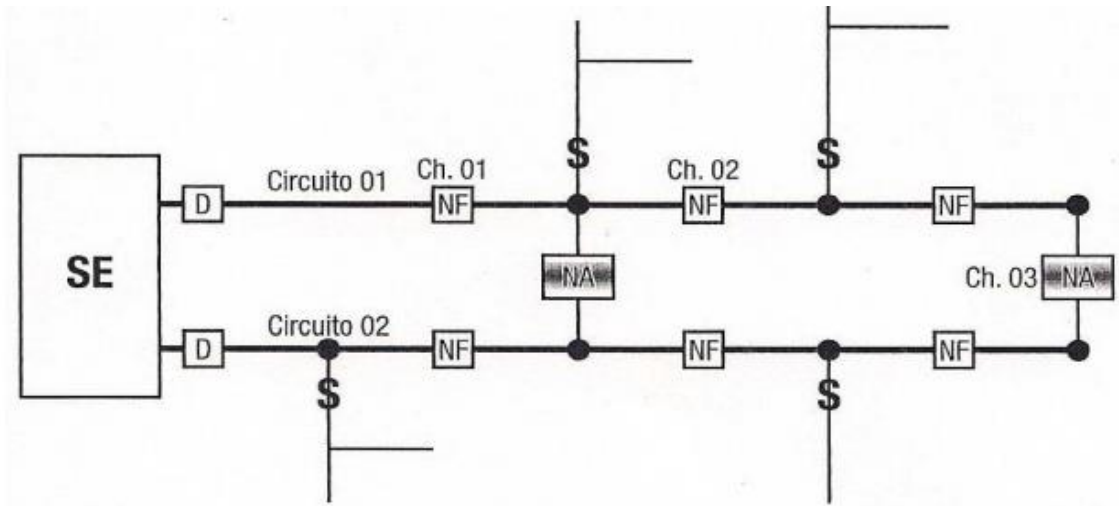 S
S
Circuito 01
Ch. 01
Ch. 02
D
NF
NF
NF
SE
NA
Ch. 03
NA
Circuito 02
D
NF
NF
NF
S
S